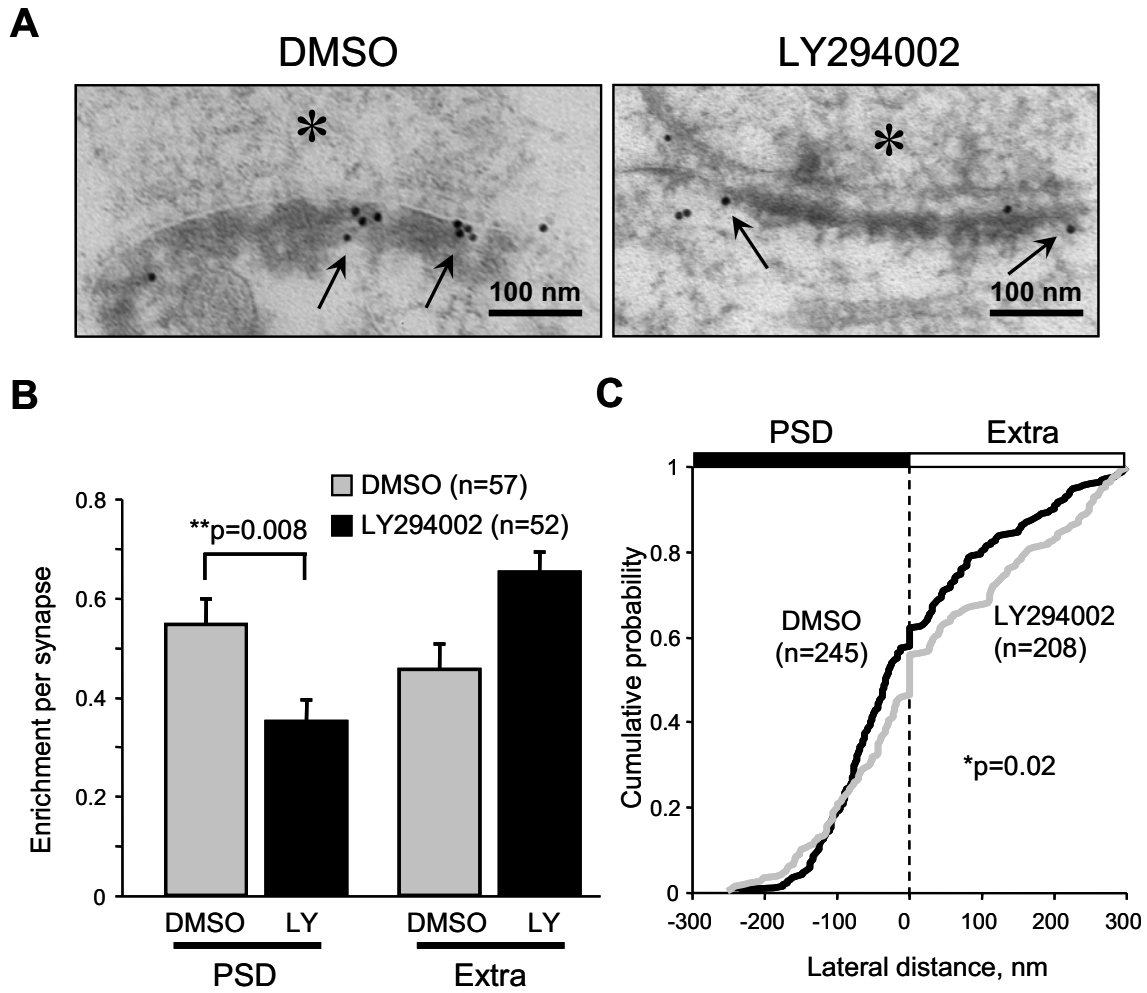 A
DMSO
LY294002
*
*
100 nm
100 nm
B
DMSO (n=57)
LY294002 (n=52)
**p=0.008
Enrichment per synapse
0.8
0.6
0.4
0.2
0
DMSO LY DMSO LY
PSD Extra
C
PSD Extra
Cumulative probability
1
0.8
0.6
0.4
0.2
0
DMSO
(n=245)
LY294002
(n=208)
*p=0.02
-300 -200 -100 0 100 200 300
Lateral distance, nm